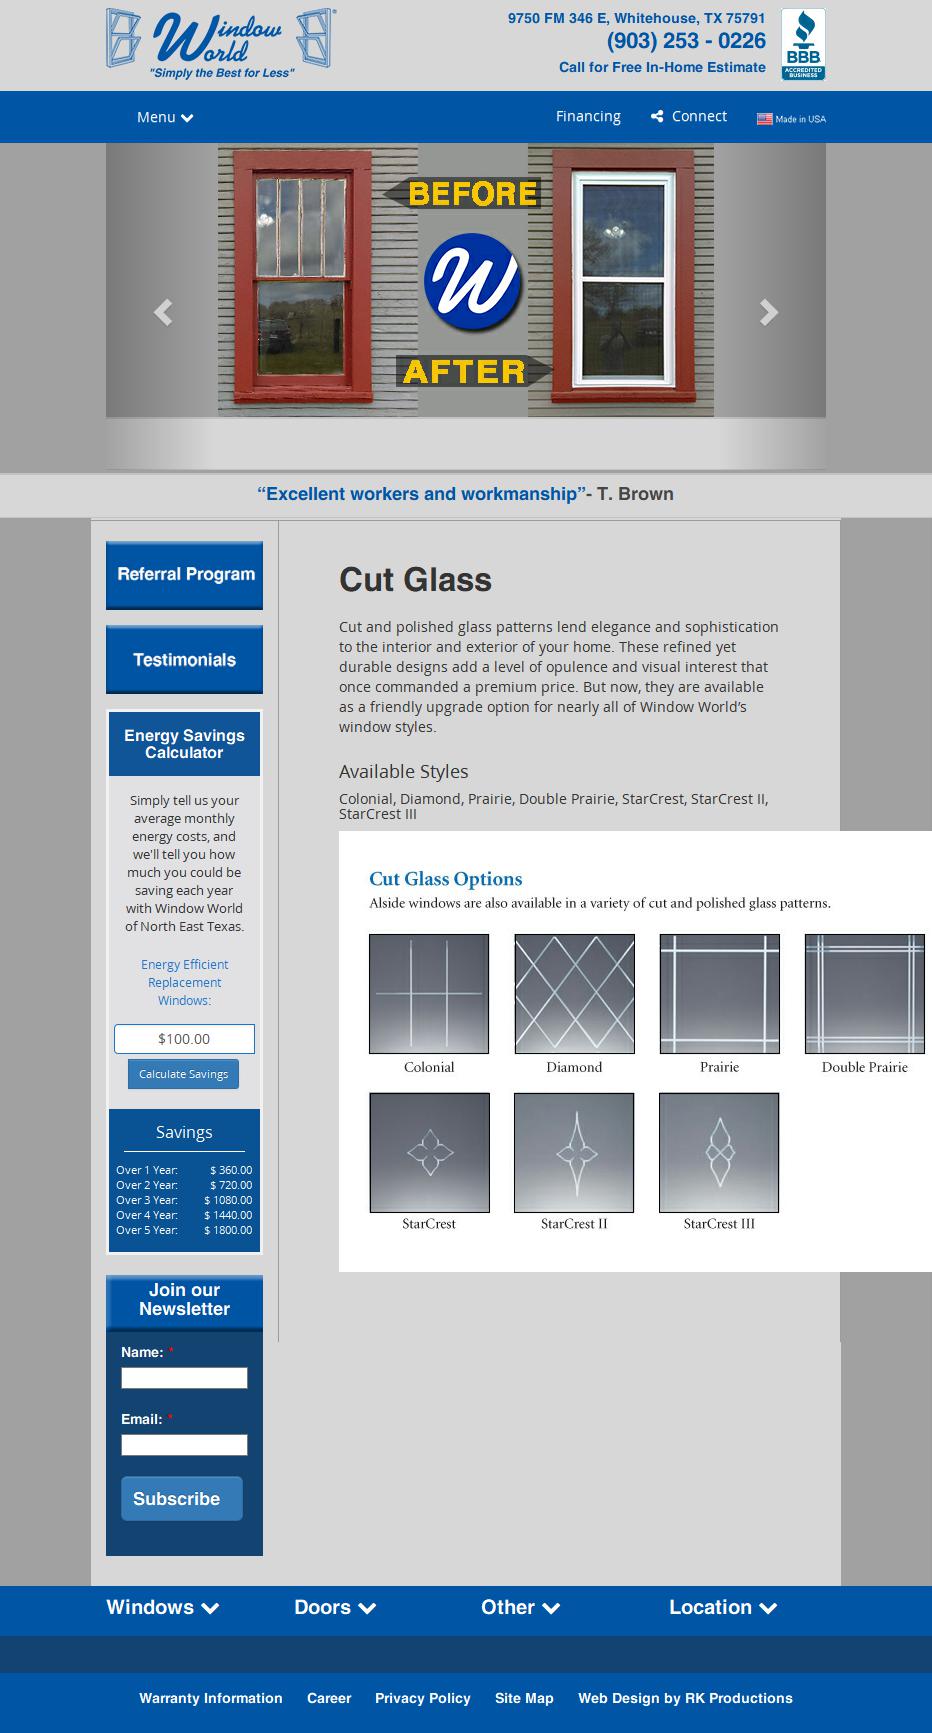 Window World
"Simply the Best for Less"
9750 FM 346 E, Whitehouse, TX 75791
(903) 253 - 0226
Call for Free In-Home Estimate
BBB
ACCREDITED
BUSINESS
Menu
Financing
Connect
Made in USA
BEFORE
W
AFTER
“Excellent workers and workmanship”- T. Brown
Referral Program
Testimonials
Energy Savings
Calculator
Simply tell us your
average monthly
energy costs, and
we'll tell you how
much you could be
saving each year
with Window World
of North East Texas.
Energy Efficient
Replacement
Windows:
$100.00
Calculate Savings
Savings
Over 1 Year: $ 360.00
Over 2 Year: $ 720.00
Over 3 Year: $ 1080.00
Over 4 Year: $ 1440.00
Over 5 Year: $ 1800.00
Join our
Newsletter
Name: *
Email: *
Subscribe
Cut Glass
Cut and polished glass patterns lend elegance and sophistication
to the interior and exterior of your home. These refined yet
durable designs add a level of opulence and visual interest that
once commanded a premium price. But now, they are available
as a friendly upgrade option for nearly all of Window World’s
window styles.
Available Styles
Colonial, Diamond, Prairie, Double Prairie, StarCrest, StarCrest II,
StarCrest III
Cut Glass Options
Alside windows are also available in a variety of cut and polished glass patterns.
Colonial
Diamond
Prairie
Double Prairie
StarCrest
StarCrest II
StarCrest III
Windows
Doors
Other
Location
Warranty Information
Career
Privacy Policy
Site Map
Web Design by RK Productions